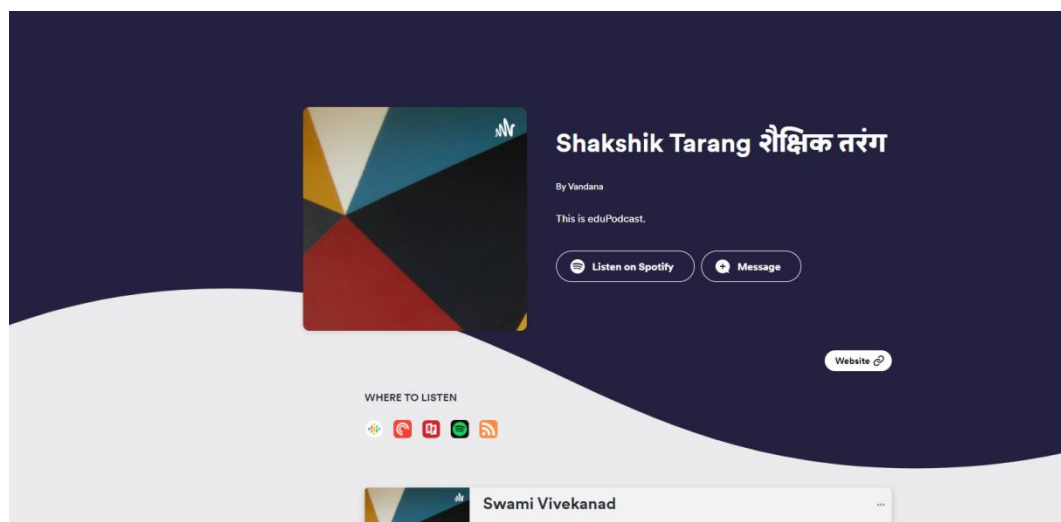 Shakshik Tarang शैक्षिक तरंग
By Vandana
This is eduPodcast.
Listen on Spotify
Message
Website
WHERE TO LISTEN
Swami Vivekanad